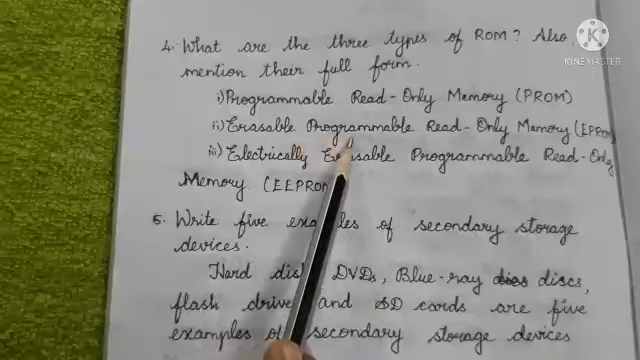 KINEMASTER
4. What are the three types of ROM? Also,
mention their full form.
i) Programmable Read-Only Memory (PROM)
ii) Erasable Programmable Read-Only Memory (EPROM
iii) Electrically Erasable Programmable Read-Only
Memory (EEPROM
5. Write five examples of secondary storage
devices.
Hard dis DVDs, Blue-ray discs,
flash drive and SD cards are five
examples of secondary storage devices